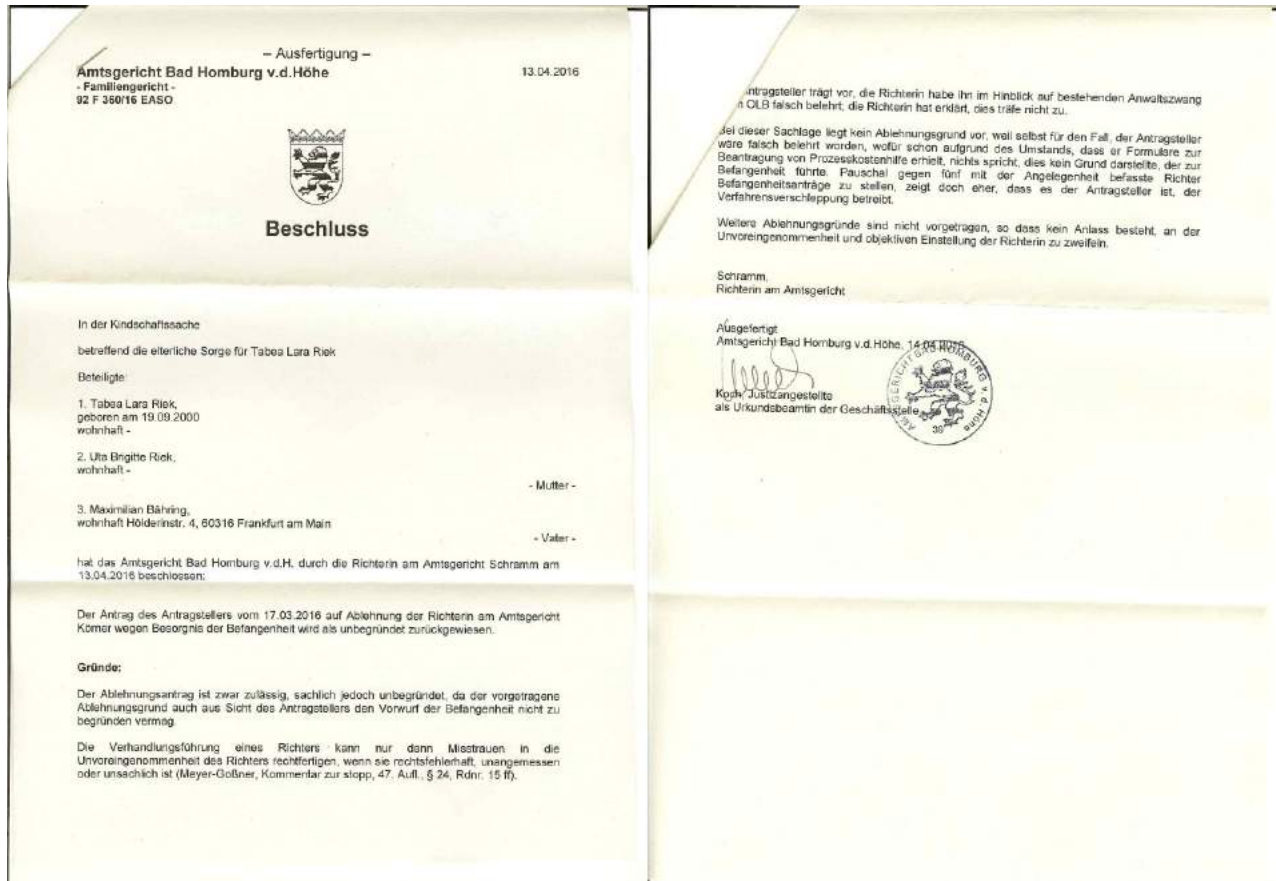 – Ausfertigung –
Amtsgericht Bad Homburg v.d.Höhe
13.04.2016
- Familiengericht -
92 F 360/16 EASO
Beschluss
In der Kindschaftssache
betreffend die elterliche Sorge für Tabea Lara Riek
Beteiligte:
1. Tabea Lara Riek,
geboren am 19.09.2000
wohnhaft -
2. Uta Brigitte Riek,
wohnhaft -
- Mutter -
3. Maximilian Bähring,
wohnhaft Hölderinstr. 4, 60316 Frankfurt am Main
- Vater -
hat das Amtsgericht Bad Homburg v.d.H. durch die Richterin am Amtsgericht Schramm am
13.04.2016 beschlossen:
Der Antrag des Antragstellers vom 17.03.2016 auf Ablehnung der Richterin am Amtsgericht
Körner wegen Besorgnis der Befangenheit wird als unbegründet zurückgewiesen.
Gründe:
Der Ablehnungsantrag ist zwar zulässig, sachlich jedoch unbegründet, da der vorgetragene
Ablehnungsgrund auch aus Sicht des Antragstellers den Vorwurf der Befangenheit nicht zu
begründen vermag.
Die Verhandlungsführung eines Richters kann nur dann Misstrauen in die
Unvoreingenommenheit des Richters rechtfertigen, wenn sie rechtsfehlerhaft, unangemessen
oder unsachlich ist (Meyer-Goßner, Kommentar zur stopp, 47. Aufl., § 24, Rdnr. 15 ff).
ntragsteller trägt vor, die Richterin habe ihn im Hinblick auf bestehenden Anwaltszwang
OLB falsch belehrt; die Richterin hat erklärt, dies träfe nicht zu.
Bei dieser Sachlage liegt kein Ablehnungsgrund vor, weil selbst für den Fall, der Antragsteller
wäre falsch belehrt worden, wofür schon aufgrund des Umstands, dass er Formulare zur
Beantragung von Prozesskostenhilfe erhielt, nichts spricht, dies kein Grund darstellte, der zur
Befangenheit führte. Pauschal gegen fünf mit der Angelegenheit befasste Richter
Befangenheitsanträge zu stellen, zeigt doch eher, dass es der Antragsteller ist, der
Verfahrensverschleppung betreibt.
Weitere Ablehnungsgründe sind nicht vorgetragen, so dass kein Anlass besteht, an der
Unvoreingenommenheit und objektiven Einstellung der Richterin zu zweifeln.
Schramm,
Richterin am Amtsgericht
Ausgefertigt
Amtsgericht Bad Homburg v.d.Höhe, 14.04.2016
Koch, Justizangestellte
als Urkundsbeamtin der Geschäftsstelle
AMTSGERICHT BAD HOMBURG v. d. Höhe